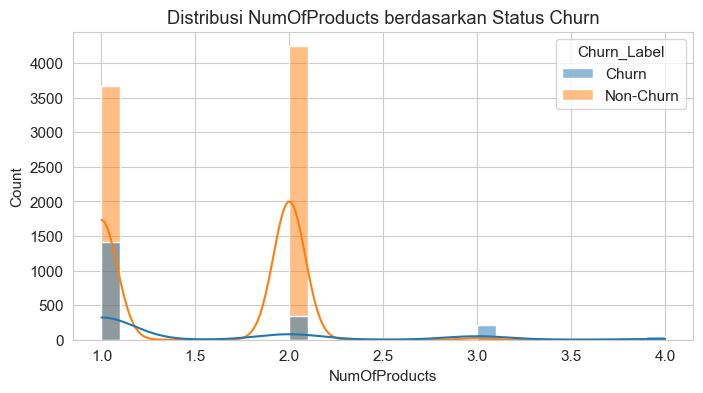 Distribusi NumOfProducts berdasarkan Status Churn
Churn_Label
Churn
Non-Churn
Count
4000
3500
3000
2500
2000
1500
1000
500
0
1.0 1.5 2.0 2.5 3.0 3.5 4.0
NumOfProducts